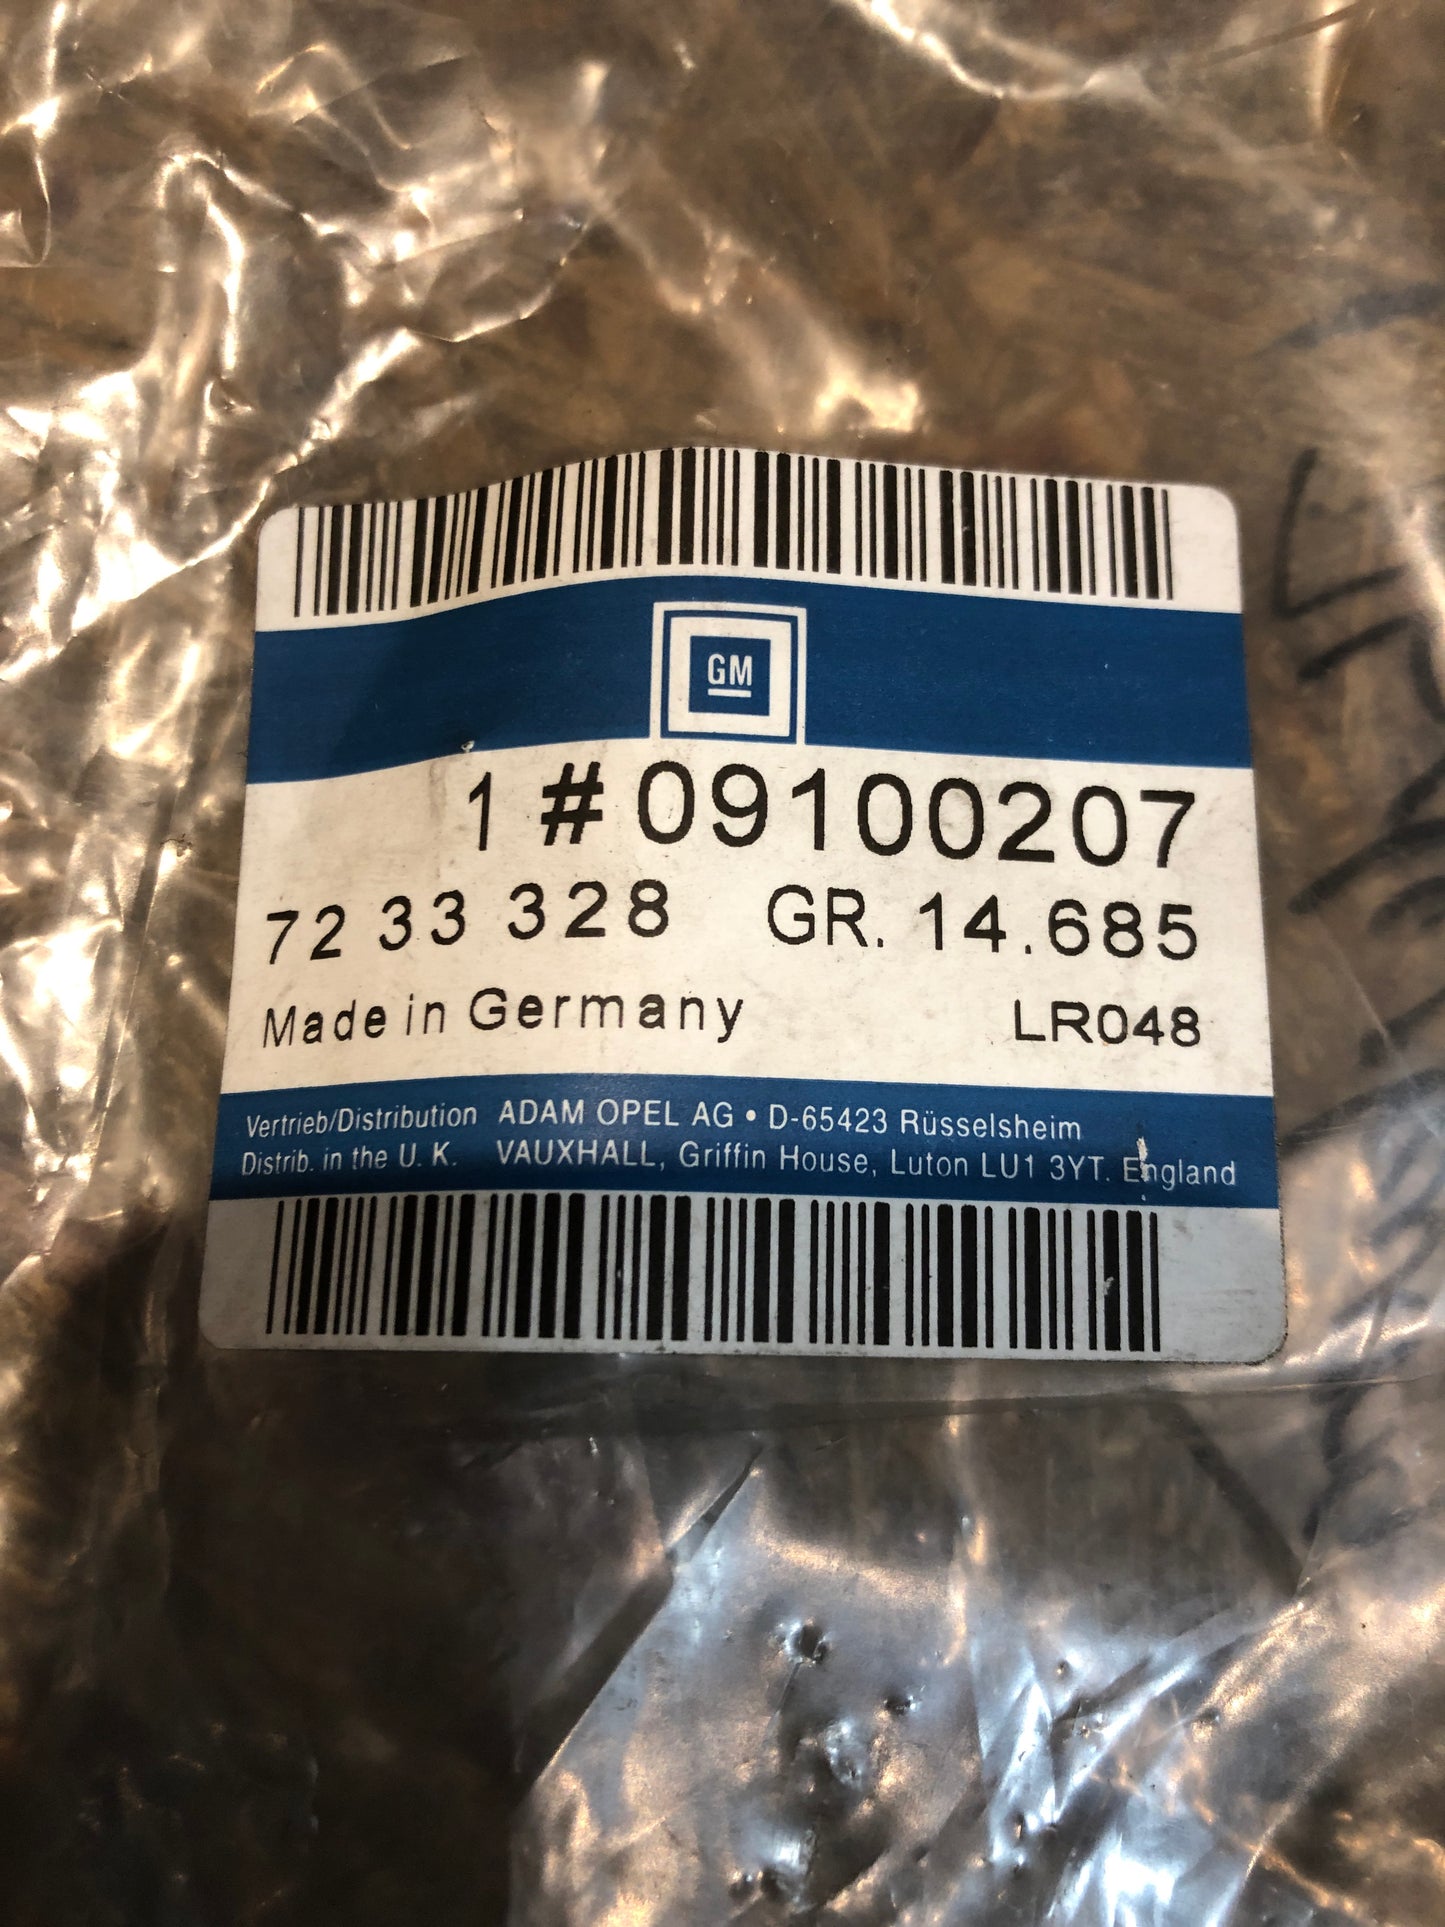 GM
1 #09100207
72 33 328 GR. 14.685
Made in Germany LR048
Vertrieb/Distribution ADAM OPEL AG • D-65423 Rüsselsheim
Distrib. in the U. K. VAUXHALL, Griffin House, Luton LU1 3YT. England